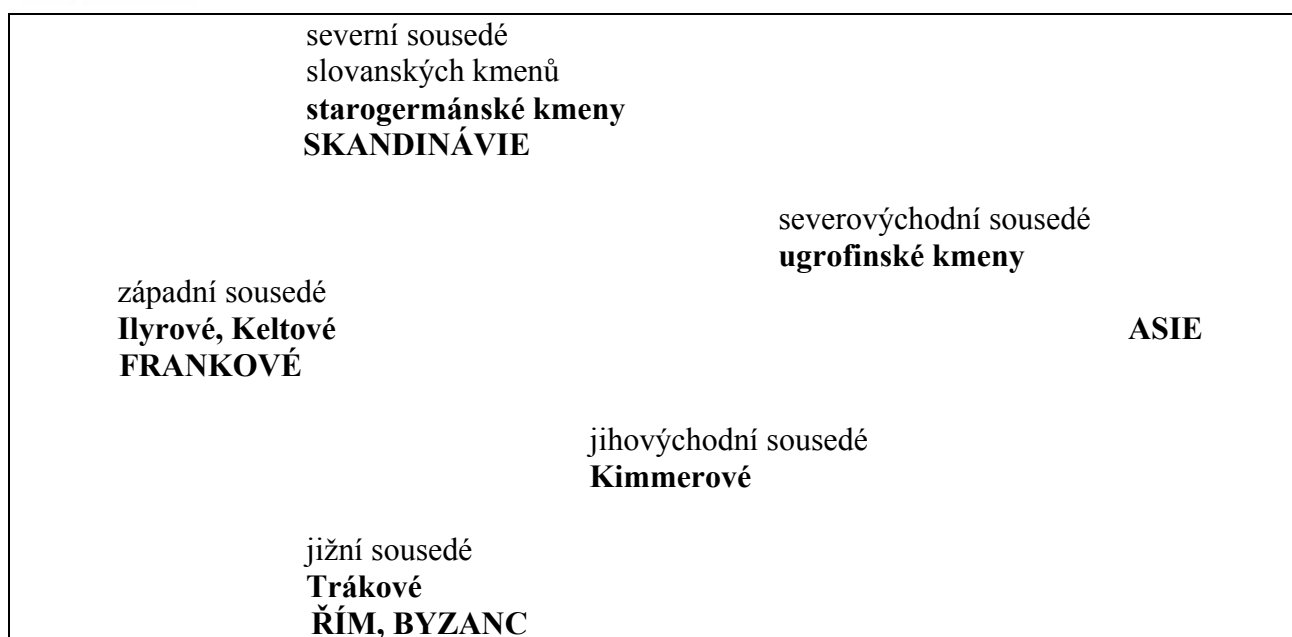 severní sousedé
slovanských kmenů
starogermánské kmeny
SKANDINÁVIE
severovýchodní sousedé
ugrofinské kmeny
západní sousedé
Ilyrové, Keltové
ASIE
FRANKOVÉ
jihovýchodní sousedé
Kimmerové
jižní sousedé
Trákové
ŘÍM, BYZANC